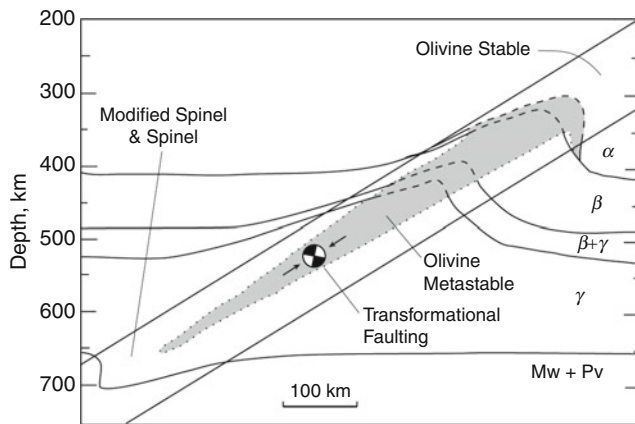 200
300
400
500
600
700
Depth, km
Olivine Stable
Modified Spinel
& Spinel
α
β
β+γ
γ
Olivine
Metastable
Transformational
Faulting
Mw + Pv
100 km